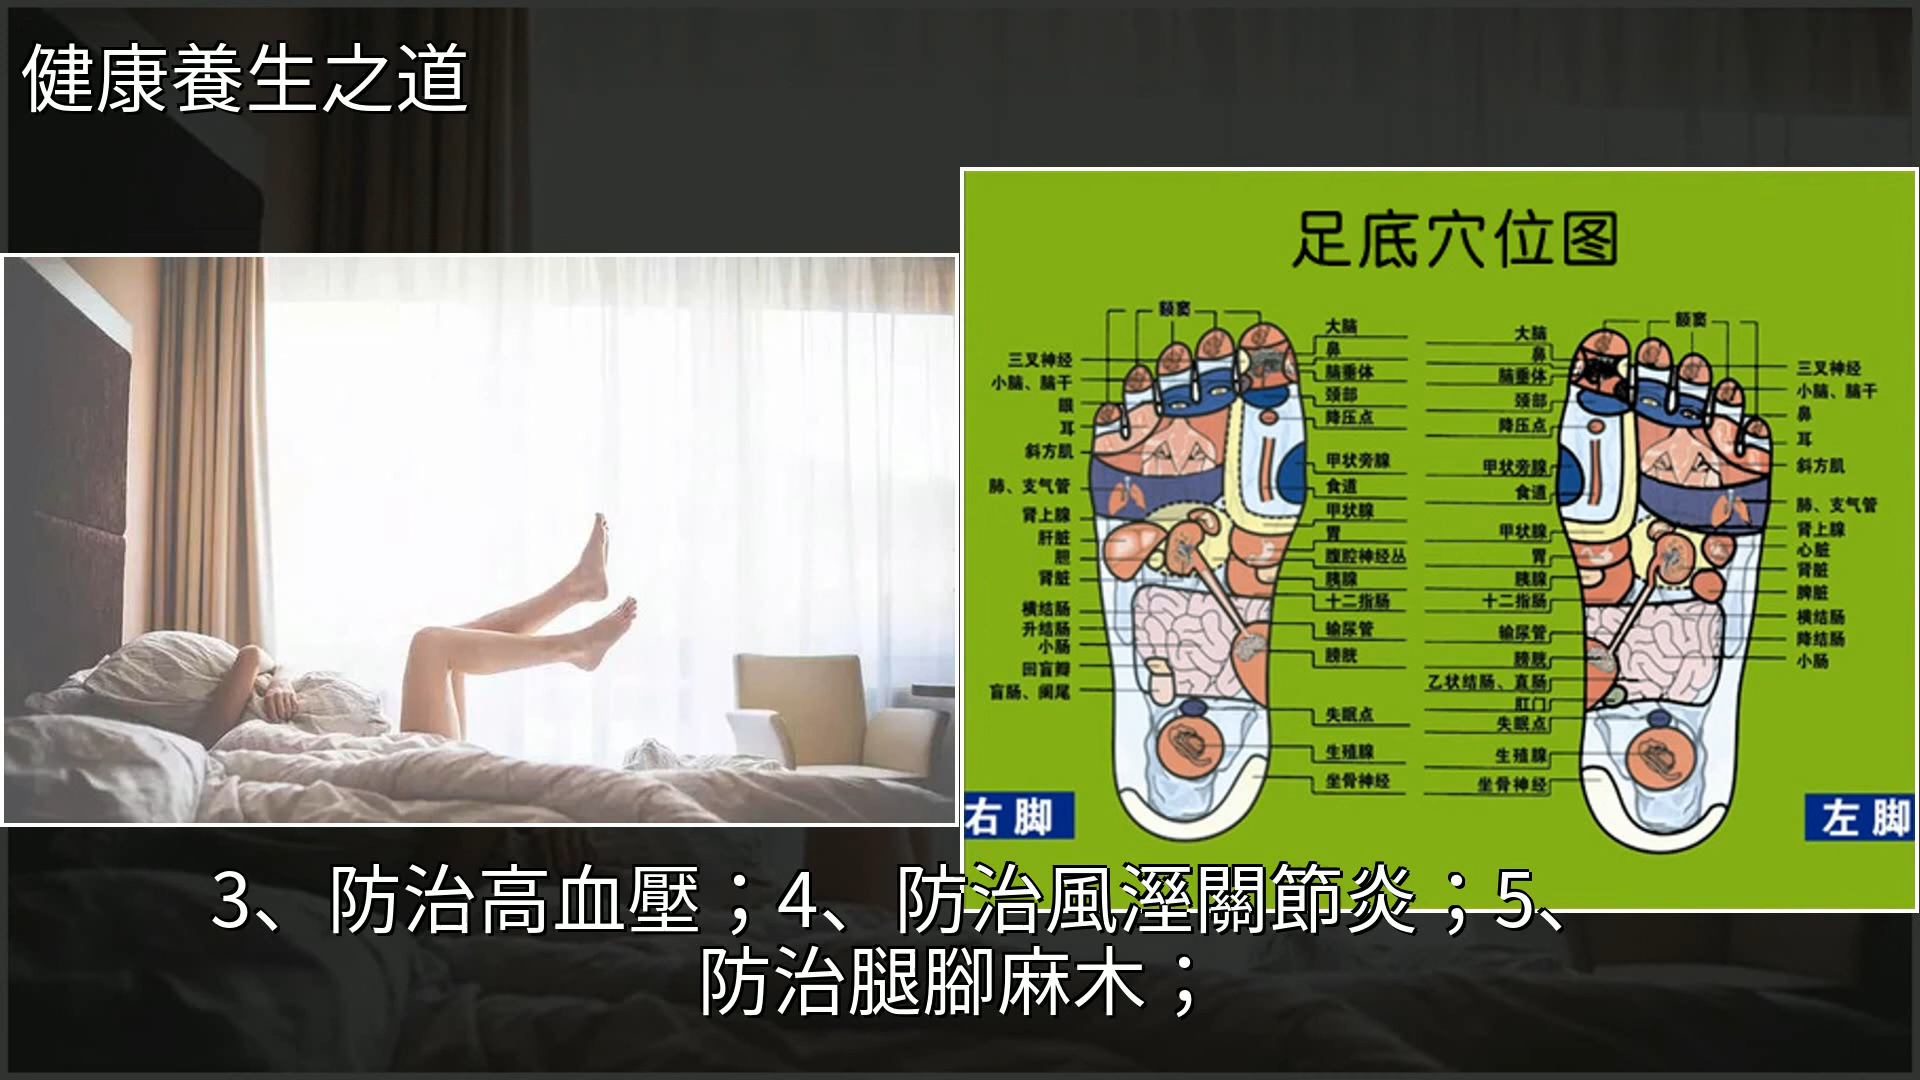 健康養生之道
足底穴位图
额窦
三叉神经
小脑、脑干
眼
耳
斜方肌
肺、支气管
肾上腺
肝脏
胆
肾脏
横结肠
升结肠
小肠
回盲瓣
盲肠、阑尾
大脑
鼻
脑垂体
颈部
降压点
甲状旁腺
食道
甲状腺
胃
腹腔神经丛
胰腺
十二指肠
输尿管
膀胱
失眠点
生殖腺
坐骨神经
右脚
额窦
大脑
鼻
脑垂体
颈部
降压点
甲状旁腺
食道
甲状腺
胃
胰腺
十二指肠
输尿管
膀胱
乙状结肠、直肠
肛门
失眠点
生殖腺
坐骨神经
三叉神经
小脑、脑干
鼻
耳
斜方肌
肺、支气管
肾上腺
心脏
肾脏
脾脏
横结肠
降结肠
小肠
左脚
3、防治高血壓；4、防治風溼關節炎；5、
防治腿腳麻木；